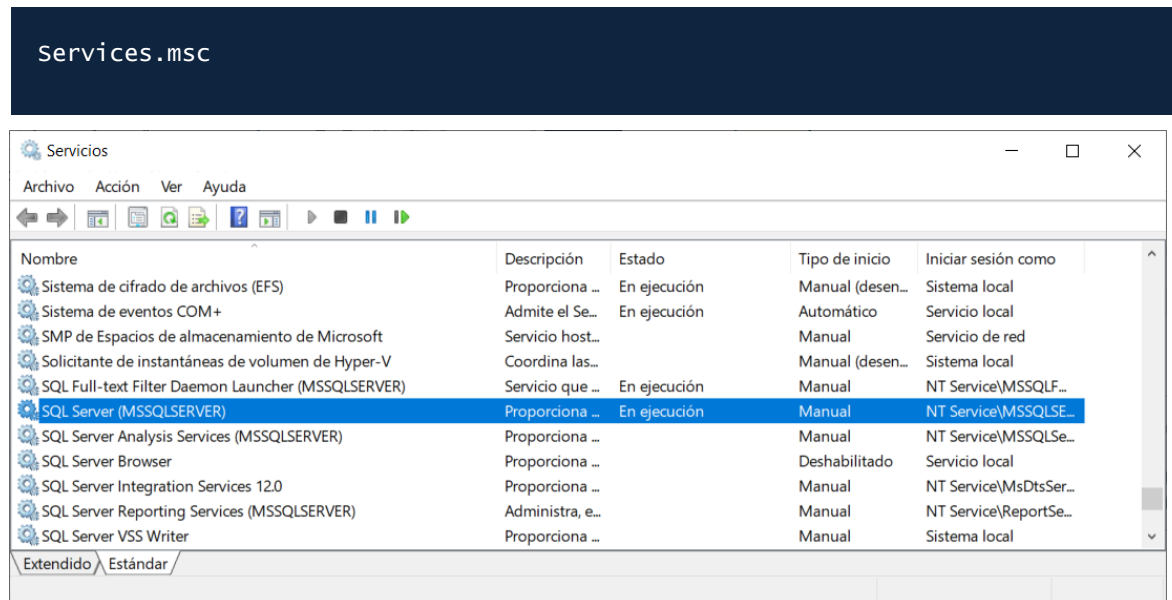 Services.msc
Servicios
Archivo Acción Ver Ayuda
Nombre Descripción Estado Tipo de inicio Iniciar sesión como
Sistema de cifrado de archivos (EFS) Proporciona ... En ejecución Manual (desen... Sistema local
Sistema de eventos COM+ Admite el Se... En ejecución Automático Servicio local
SMP de Espacios de almacenamiento de Microsoft Servicio host... Manual Servicio de red
Solicitante de instantáneas de volumen de Hyper-V Coordina las... Manual (desen... Sistema local
SQL Full-text Filter Daemon Launcher (MSSQLSERVER) Servicio que ... En ejecución Manual NT Service\MSSQLF...
SQL Server (MSSQLSERVER) Proporciona ... En ejecución Manual NT Service\MSSQLSE...
SQL Server Analysis Services (MSSQLSERVER) Proporciona ... Manual NT Service\MSSQLSe...
SQL Server Browser Proporciona ... Deshabilitado Servicio local
SQL Server Integration Services 12.0 Proporciona ... Manual NT Service\MsDtsSer...
SQL Server Reporting Services (MSSQLSERVER) Administra, e... Manual NT Service\ReportSe...
SQL Server VSS Writer Proporciona ... Manual Sistema local
Extendido Estándar